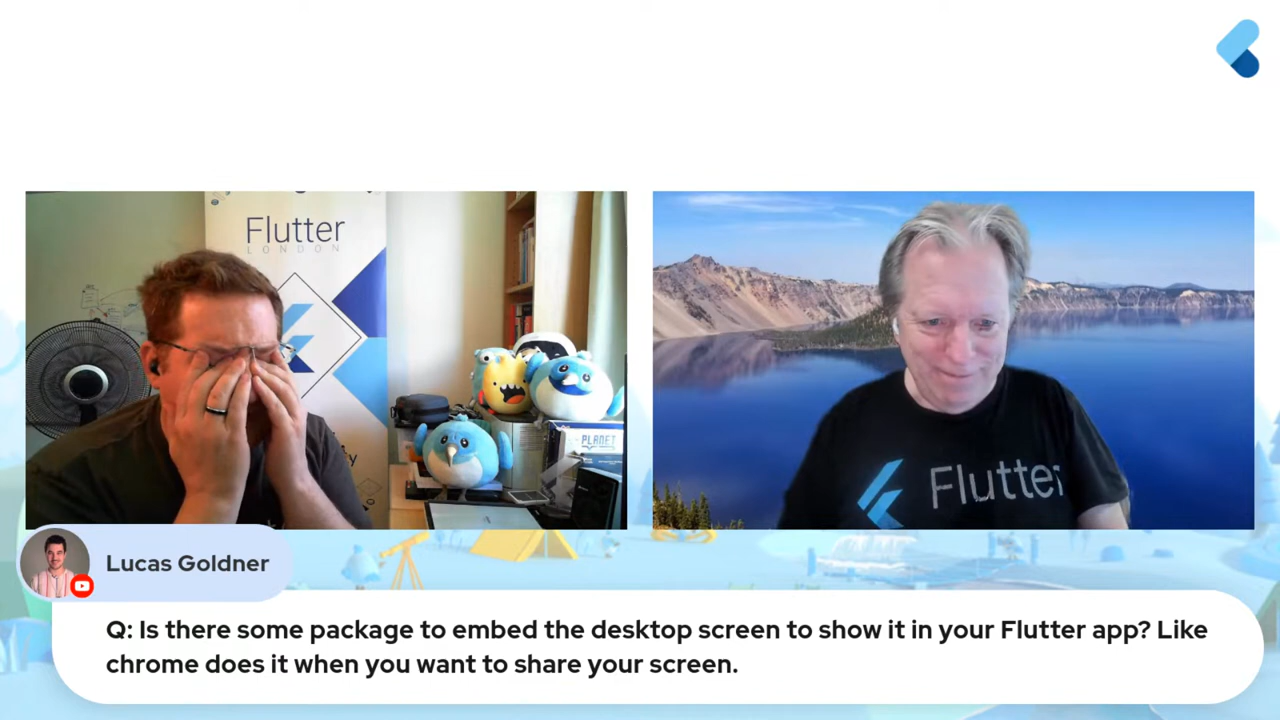 Flutter
LONDON
PLANET
Flutter
Lucas Goldner
Q: Is there some package to embed the desktop screen to show it in your Flutter app? Like
chrome does it when you want to share your screen.